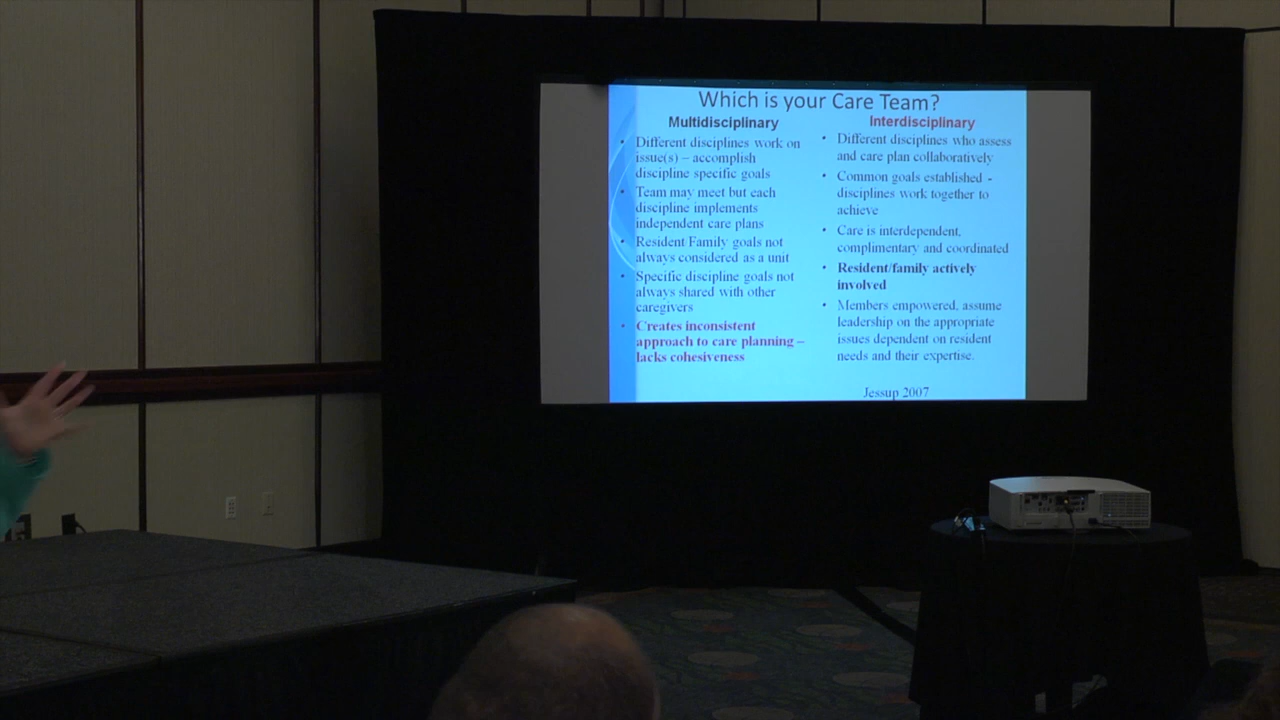 Which is your Care Team?
Multidisciplinary
• Different disciplines work on
issue(s) – accomplish
discipline specific goals
• Team may meet but each
discipline implements
independent care plans
• Resident/Family goals not
always considered as a unit
• Specific discipline goals not
always shared with other
caregivers
• Creates inconsistent
approach to care planning –
lacks cohesiveness
Interdisciplinary
• Different disciplines who assess
and care plan collaboratively
• Common goals established -
disciplines work together to
achieve
• Care is interdependent,
complimentary and coordinated
• Resident/family actively
involved
• Members empowered, assume
leadership on the appropriate
issues dependent on resident
needs and their expertise.
Jessup 2007